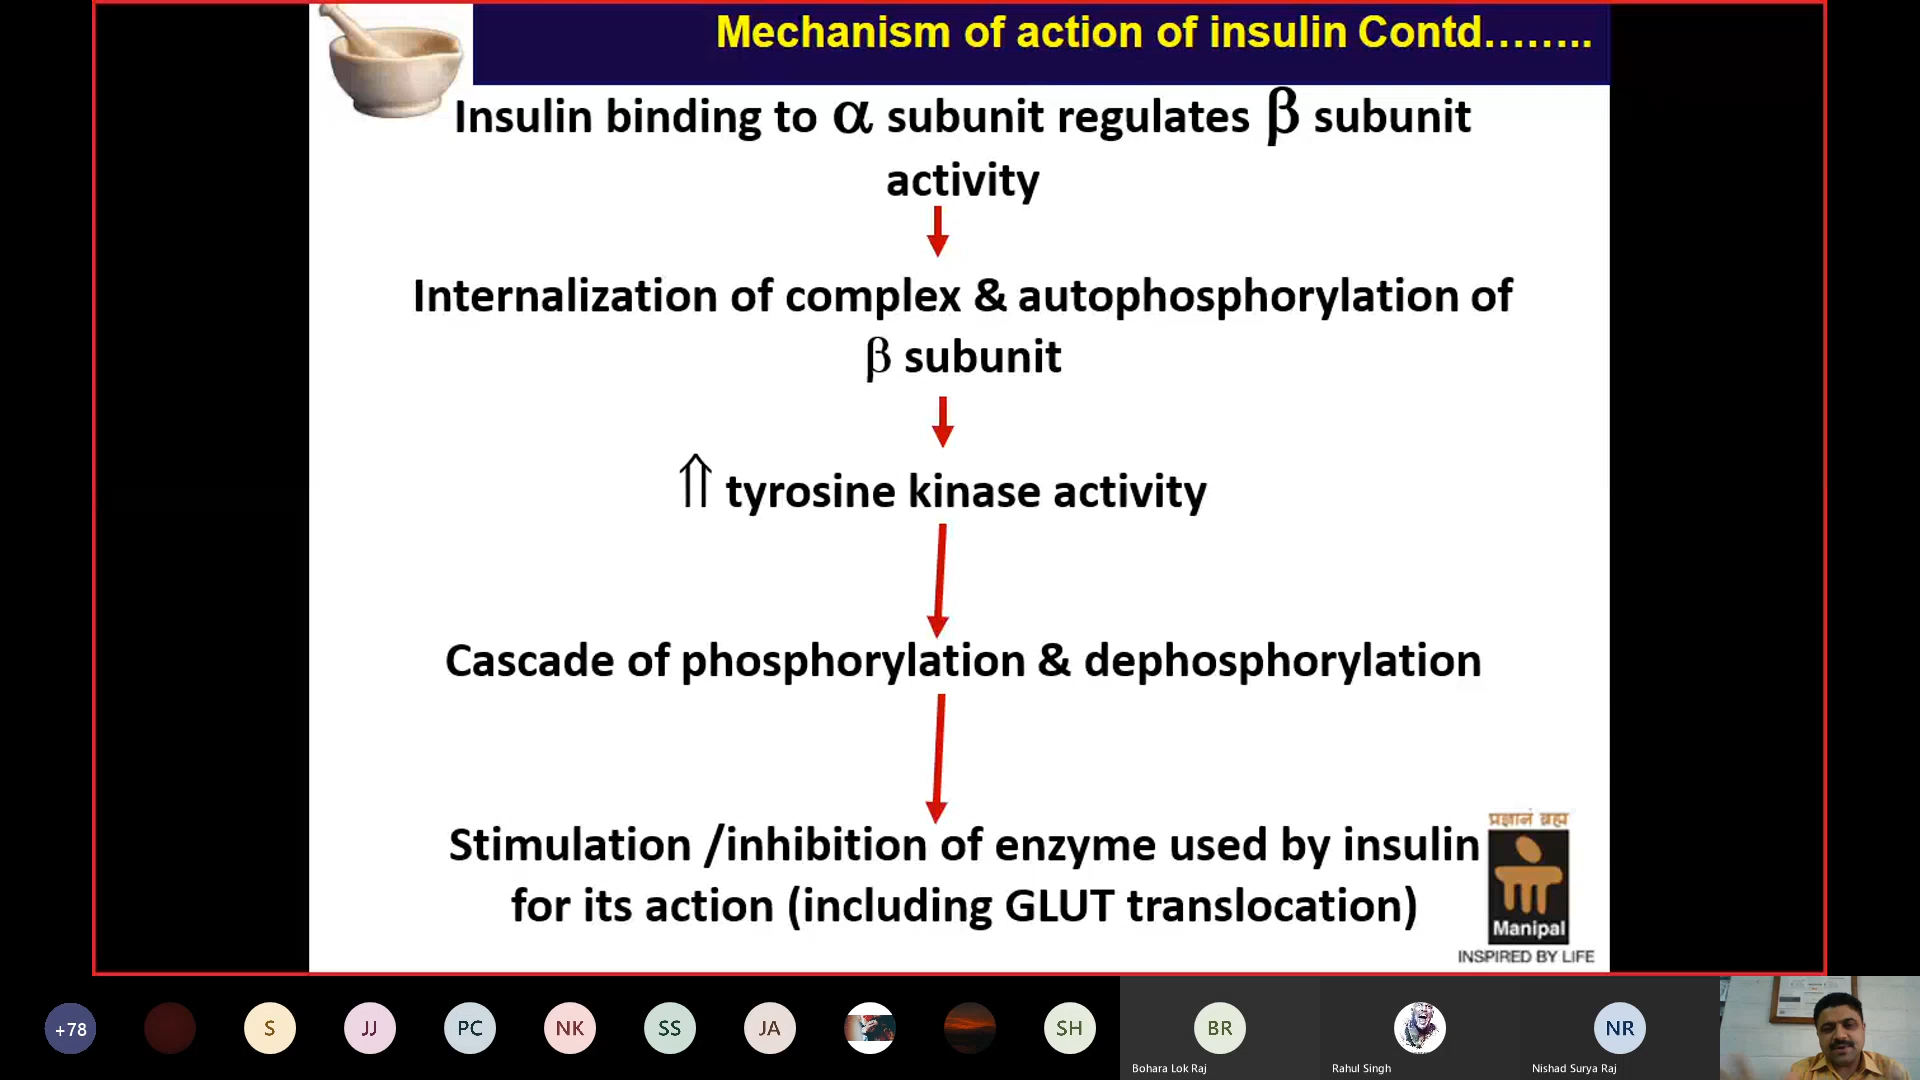 Mechanism of action of insulin Contd……..
Insulin binding to α subunit regulates β subunit
activity
Internalization of complex & autophosphorylation of
β subunit
⇑ tyrosine kinase activity
Cascade of phosphorylation & dephosphorylation
Stimulation /inhibition of enzyme used by insulin
for its action (including GLUT translocation)
प्रज्ञानं ब्रह्म
Manipal
INSPIRED BY LIFE
+78
S
JJ
PC
NK
SS
JA
SH
BR
NR
Bohara Lok Raj
Rahul Singh
Nishad Surya Raj